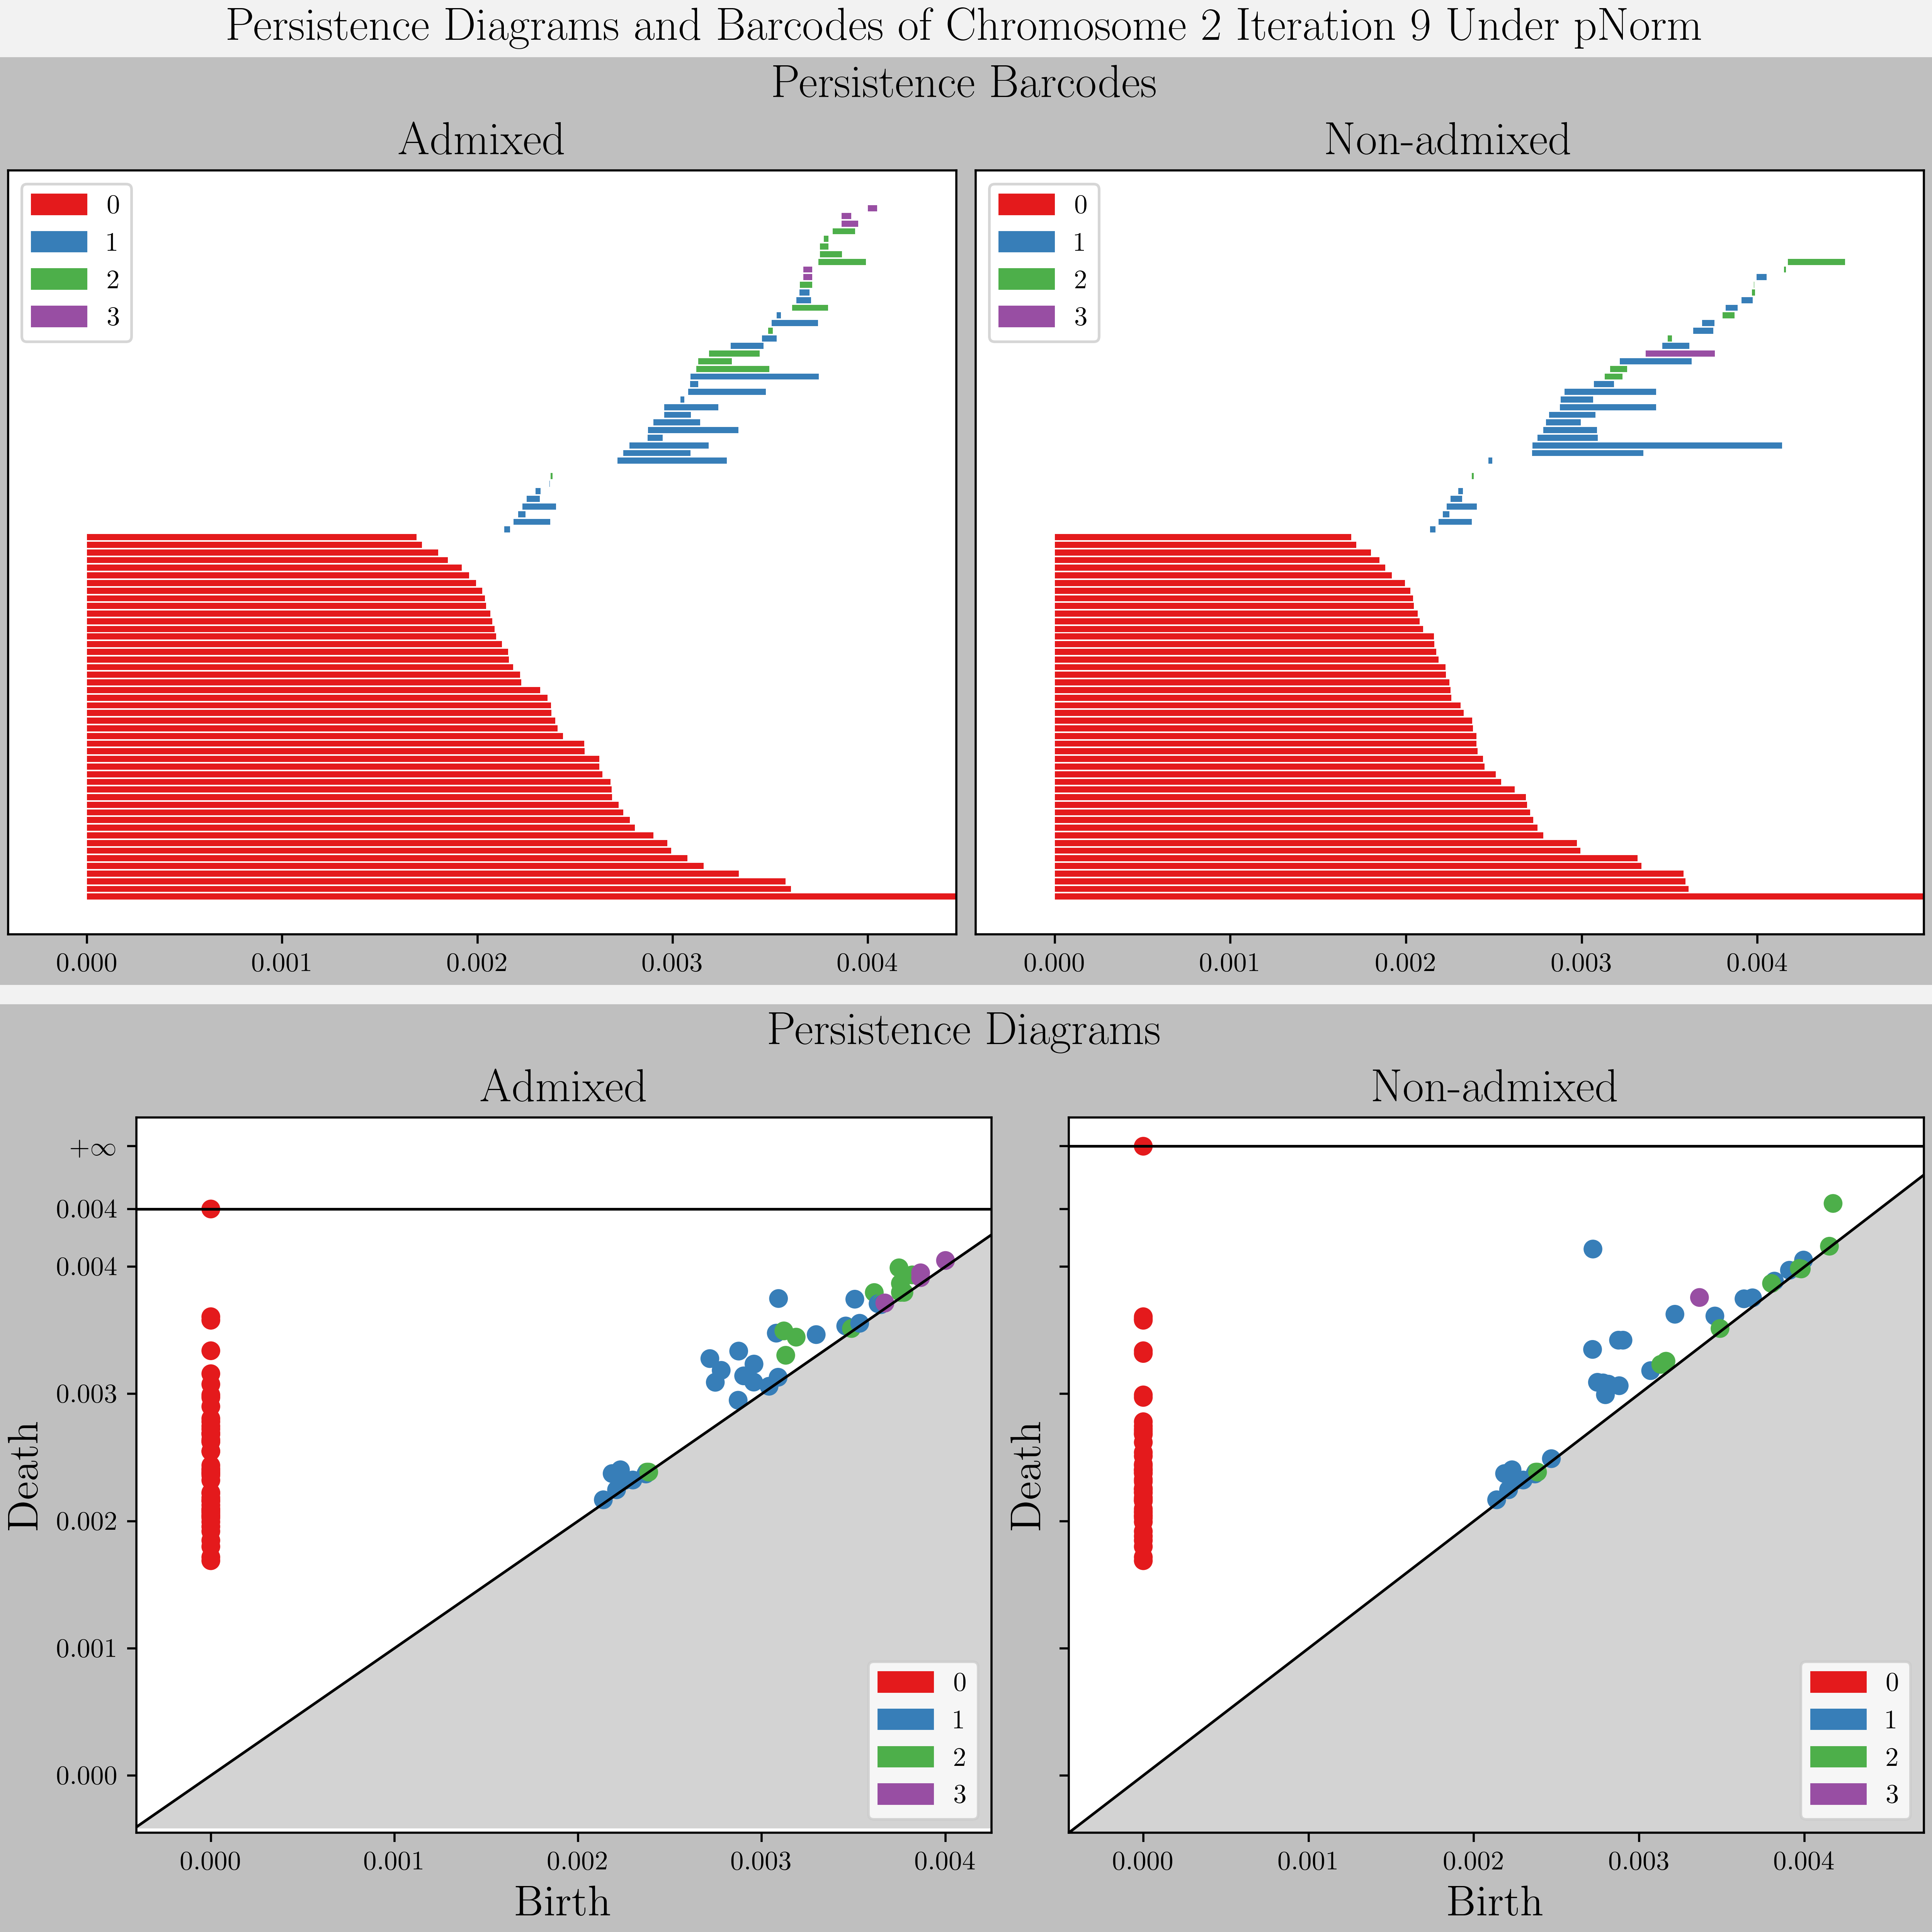 Persistence Diagrams and Barcodes of Chromosome 2 Iteration 9 Under pNorm
Persistence Barcodes
Admixed
0
1
2
3
0.000 0.001 0.002 0.003 0.004
Non-admixed
0
1
2
3
0.000 0.001 0.002 0.003 0.004
Persistence Diagrams
Admixed
Death
+∞
0.004
0.004
0.003
0.002
0.001
0.000
0
1
2
3
0.000 0.001 0.002 0.003 0.004
Birth
Non-admixed
Death
0
1
2
3
0.000 0.001 0.002 0.003 0.004
Birth